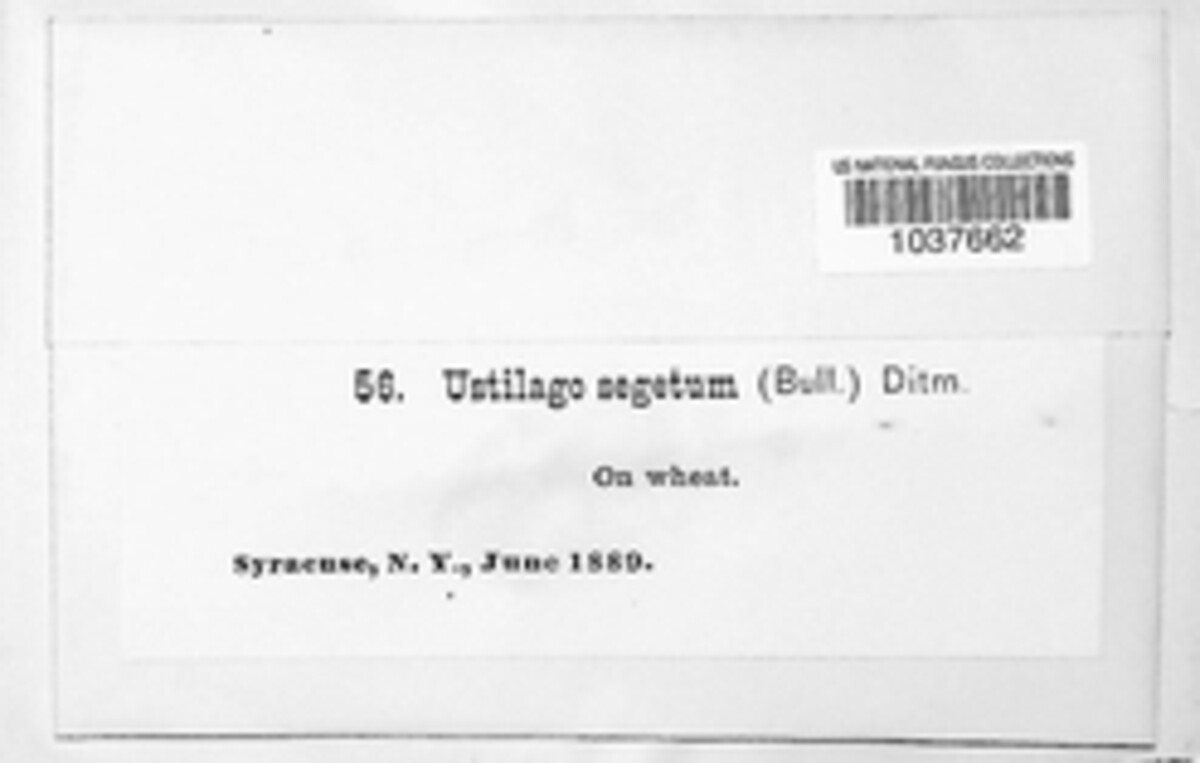 US NATIONAL FUNGUS COLLECTIONS
1037662
56. Ustilago segetum (Bull.) Ditm.
On wheat.
Syracuse, N. Y., June 1889.